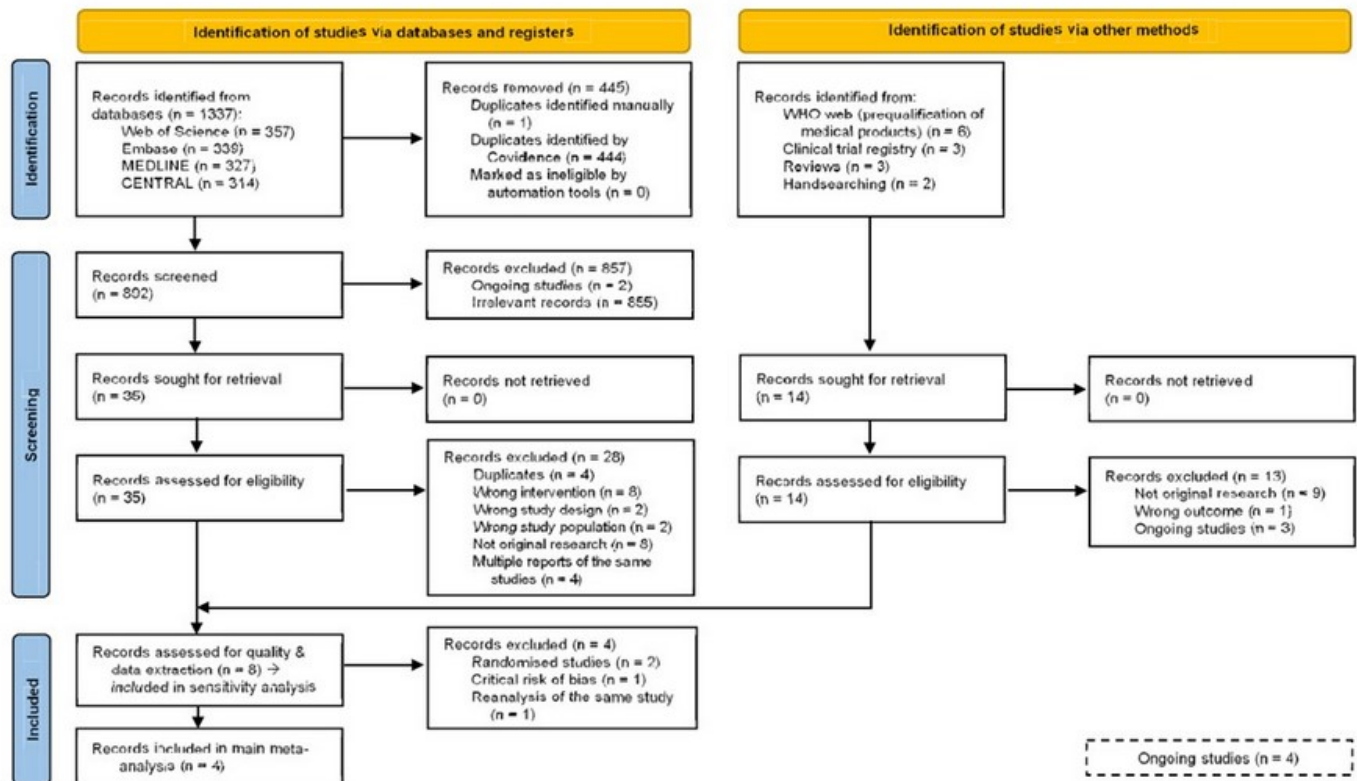 Identification of studies via databases and registers
Identification of studies via other methods
Identification
Records identified from
databases (n = 1337):
Web of Science (n = 357)
Embase (n = 339)
MEDLINE (n = 327)
CENTRAL (n = 314)
Records removed (n = 445)
Duplicates identified manually
(n = 1)
Duplicates identified by
Covidence (n = 444)
Marked as ineligible by
automation tools (n = 0)
Records identified from:
WHO web (prequalification of
medical products) (n = 6)
Clinical trial registry (n = 3)
Reviews (n = 3)
Handsearching (n = 2)
Screening
Records screened
(n = 892)
Records excluded (n = 857)
Ongoing studies (n = 2)
Irrelevant records (n = 855)
Records sought for retrieval
(n = 35)
Records not retrieved
(n = 0)
Records sought for retrieval
(n = 14)
Records not retrieved
(n = 0)
Records assessed for eligibility
(n = 35)
Records excluded (n = 28)
Duplicates (n = 4)
Wrong intervention (n = 8)
Wrong study design (n = 2)
Wrong study population (n = 2)
Not original research (n = 8)
Multiple reports of the same
studies (n = 4)
Records assessed for eligibility
(n = 14)
Records excluded (n = 13)
Not original research (n = 9)
Wrong outcome (n = 1)
Ongoing studies (n = 3)
Included
Records assessed for quality &
data extraction (n = 8) →
included in sensitivity analysis
Records excluded (n = 4)
Randomised studies (n = 2)
Critical risk of bias (n = 1)
Reanalysis of the same study
(n = 1)
Records included in main meta-
analysis (n = 4)
Ongoing studies (n = 4)